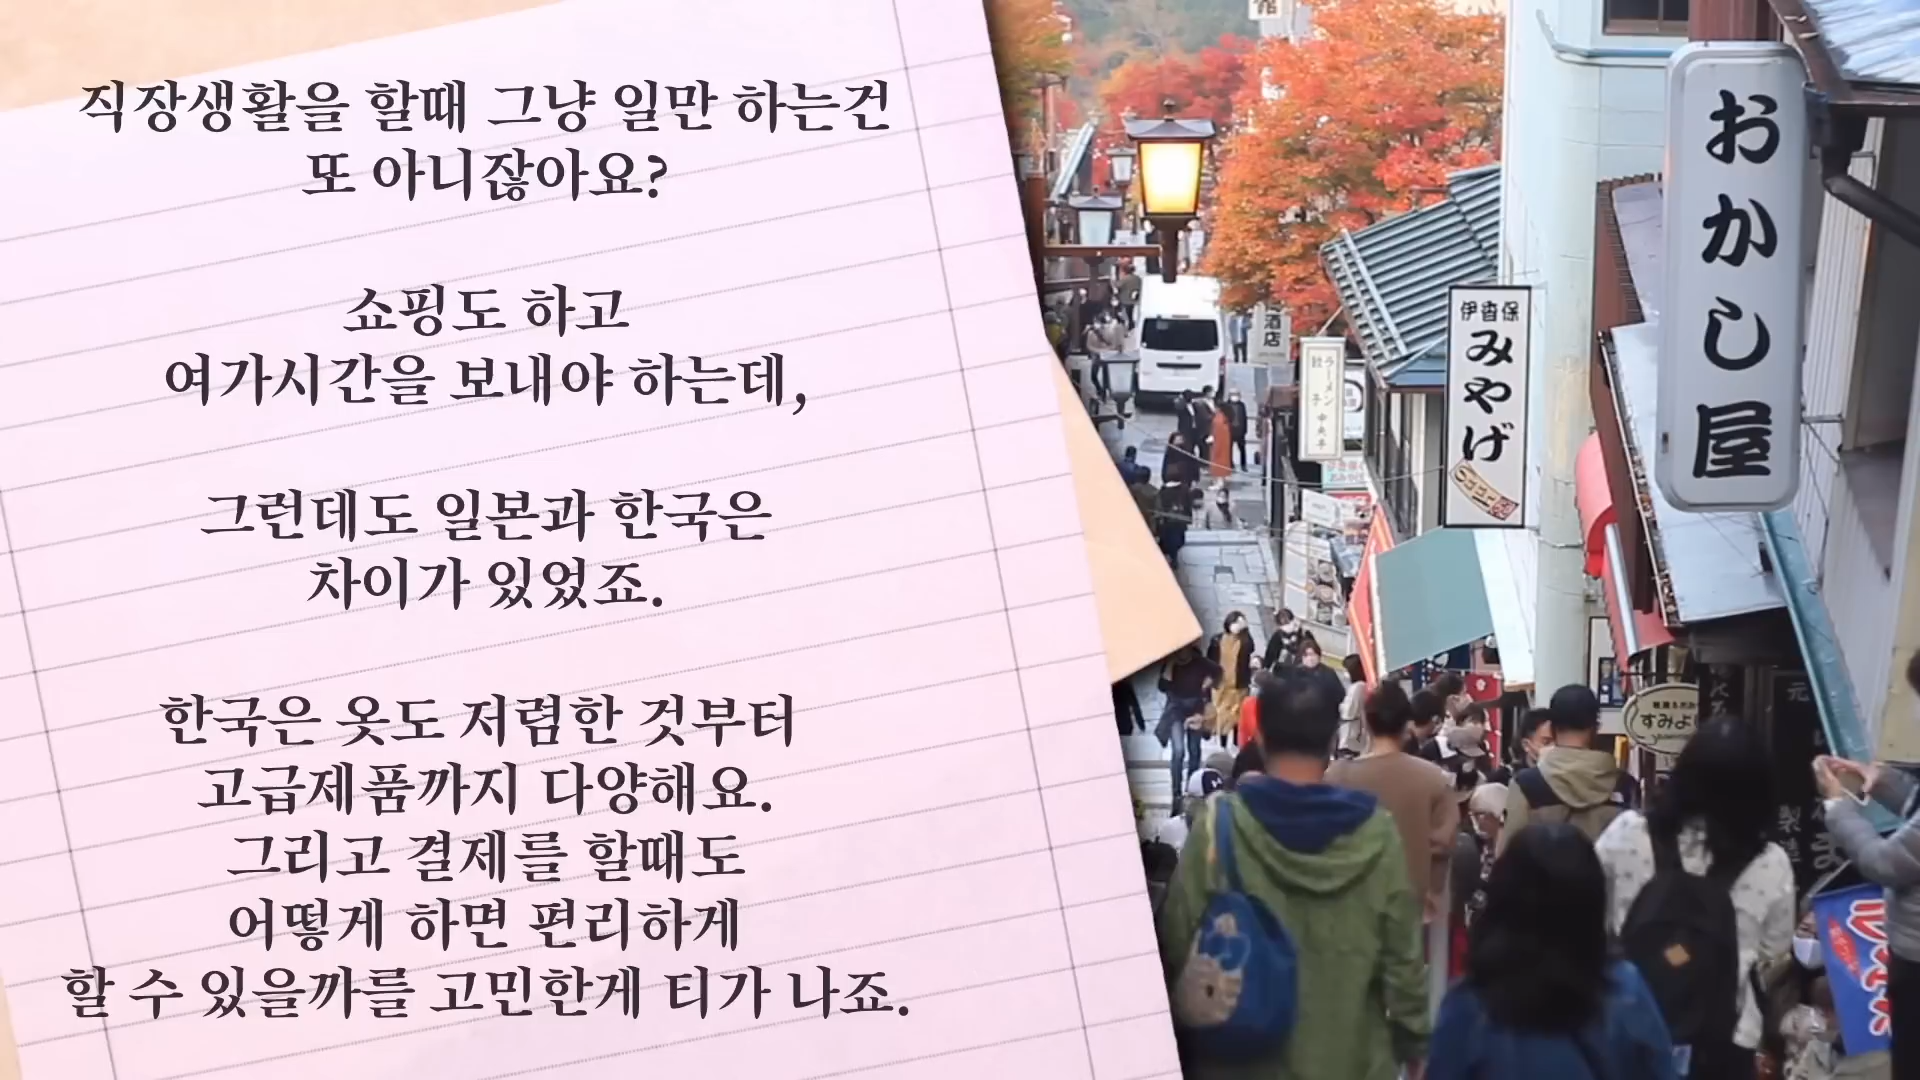 직장생활을 할때 그냥 일만 하는건
또 아니잖아요?
쇼핑도 하고
여가시간을 보내야 하는데,
그런데도 일본과 한국은
차이가 있었죠.
한국은 옷도 저렴한 것부터
고급제품까지 다양해요.
그리고 결제를 할때도
어떻게 하면 편리하게
할 수 있을까를 고민한게 티가 나죠.
おかし屋
伊香保
みやげ
酒店
ラーメン
すみよ
元